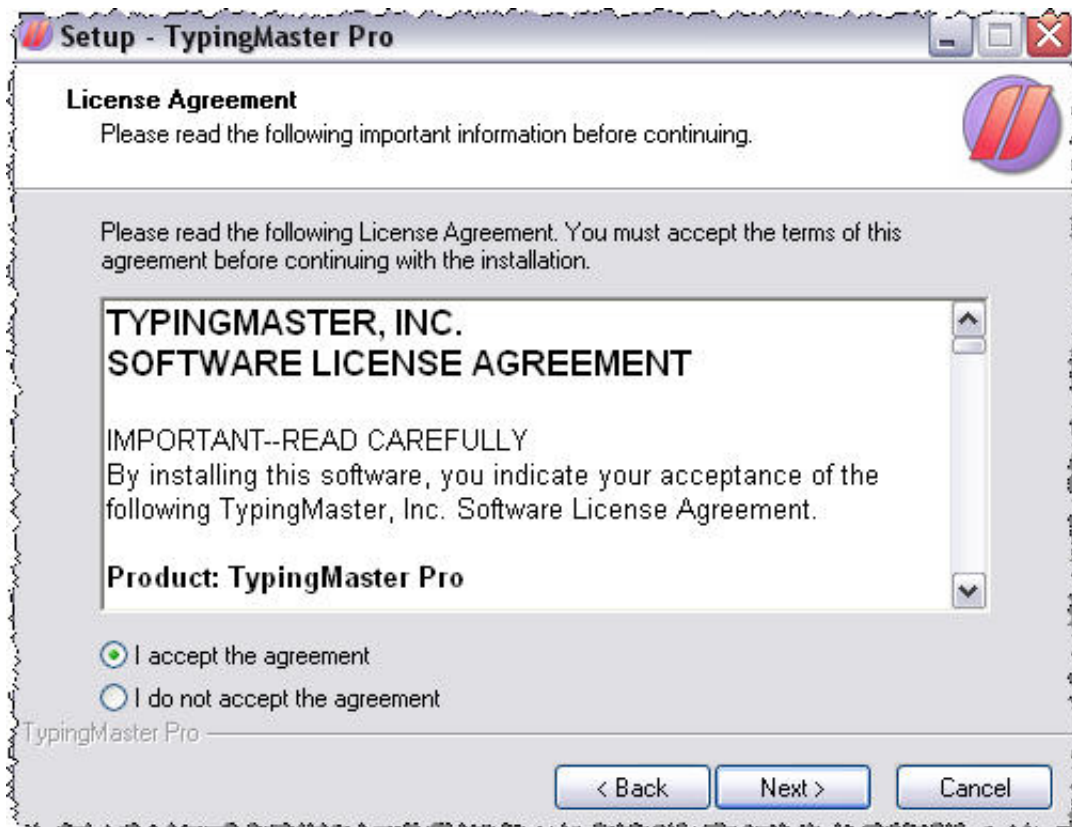 Setup - TypingMaster Pro
License Agreement
Please read the following important information before continuing.
Please read the following License Agreement. You must accept the terms of this
agreement before continuing with the installation.
TYPINGMASTER, INC.
SOFTWARE LICENSE AGREEMENT
IMPORTANT--READ CAREFULLY
By installing this software, you indicate your acceptance of the
following TypingMaster, Inc. Software License Agreement.
Product: TypingMaster Pro
I accept the agreement
I do not accept the agreement
TypingMaster Pro
< Back Next > Cancel